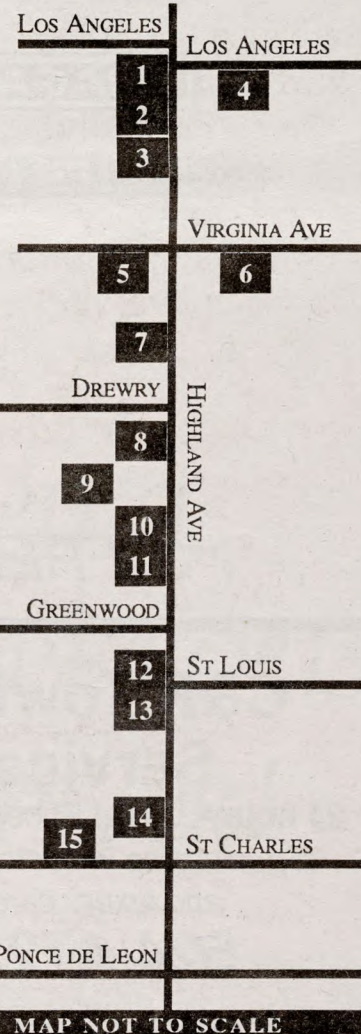 LOS ANGELES
LOS ANGELES
1
4
2
3
VIRGINIA AVE
5
6
7
DREWRY
HIGHLAND AVE
8
9
10
11
GREENWOOD
12
ST LOUIS
13
14
15
ST CHARLES
PONCE DE LEON
MAP NOT TO SCALE